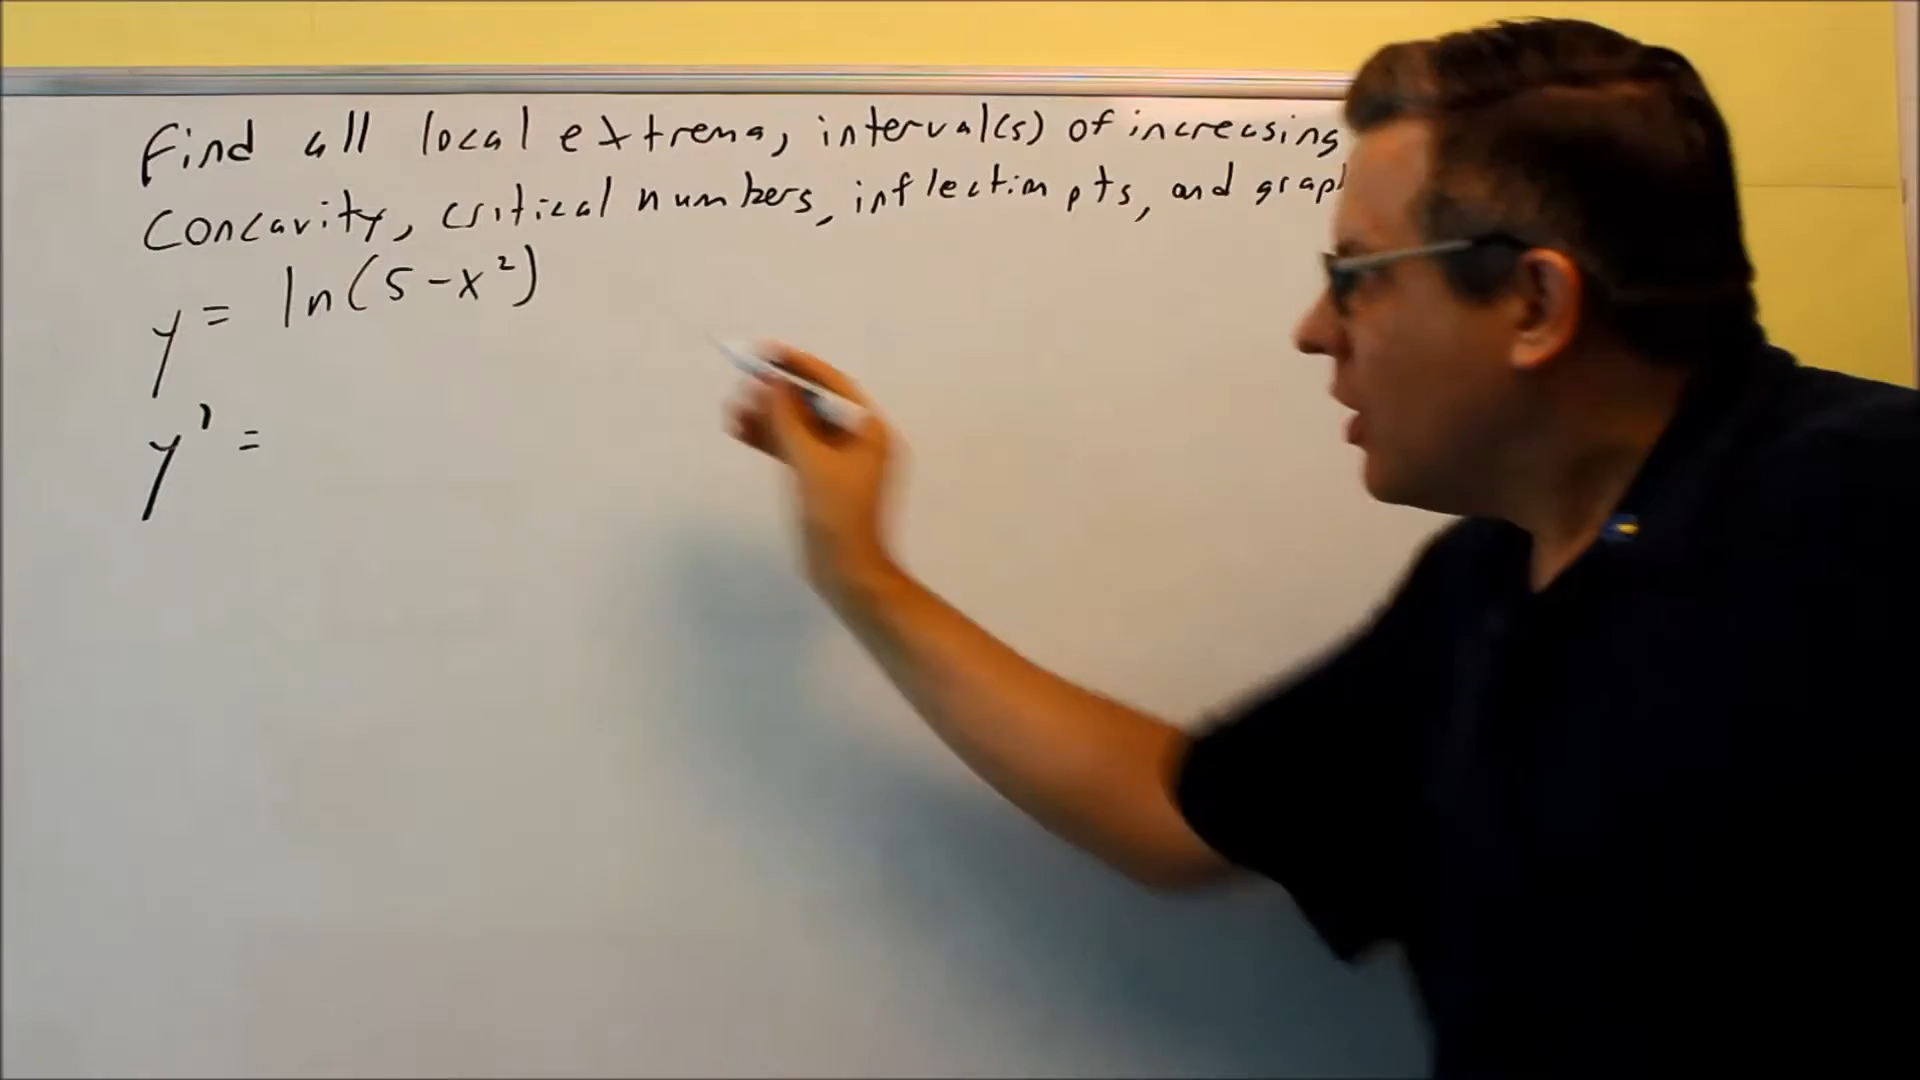 Find all local extrema, interval(s) of increasing
Concavity, critical numbers, inflection pts, and graph
y = ln(5-x²)
y' =